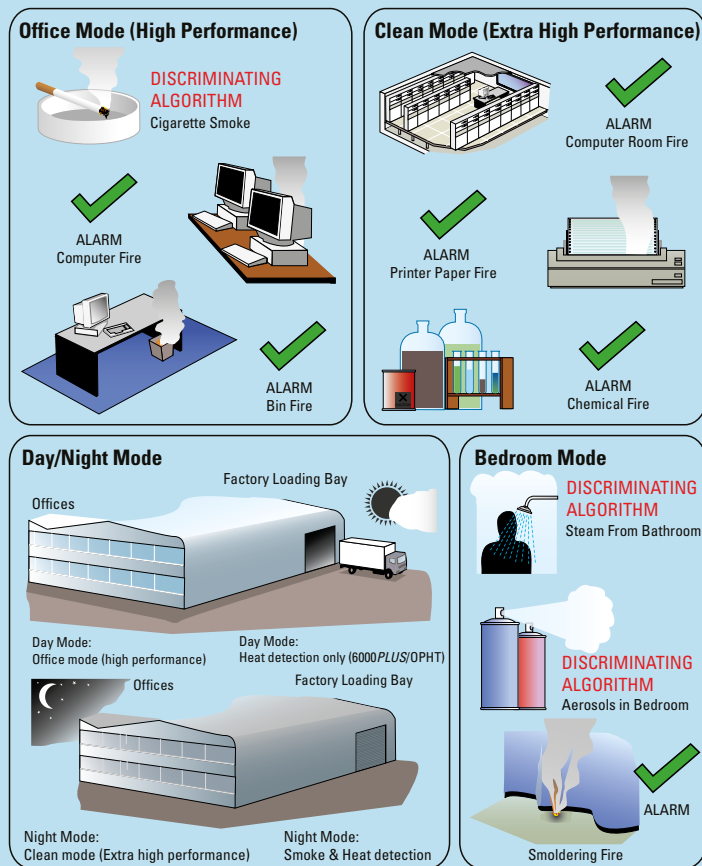 Office Mode (High Performance)
DISCRIMINATING
ALGORITHM
Cigarette Smoke
ALARM
Computer Fire
ALARM
Bin Fire
Clean Mode (Extra High Performance)
ALARM
Computer Room Fire
ALARM
Printer Paper Fire
ALARM
Chemical Fire
Day/Night Mode
Factory Loading Bay
Offices
Day Mode:
Office mode (high performance)
Day Mode:
Heat detection only (6000PLUS/OPHT)
Offices
Factory Loading Bay
Night Mode:
Clean mode (Extra high performance)
Night Mode:
Smoke & Heat detection
Bedroom Mode
DISCRIMINATING
ALGORITHM
Steam From Bathroom
DISCRIMINATING
ALGORITHM
Aerosols in Bedroom
ALARM
Smoldering Fire